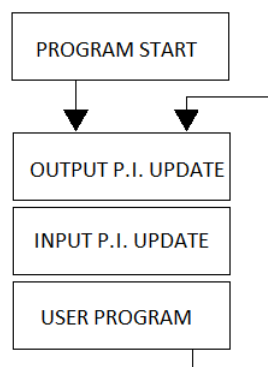 PROGRAM START
OUTPUT P.I. UPDATE
INPUT P.I. UPDATE
USER PROGRAM